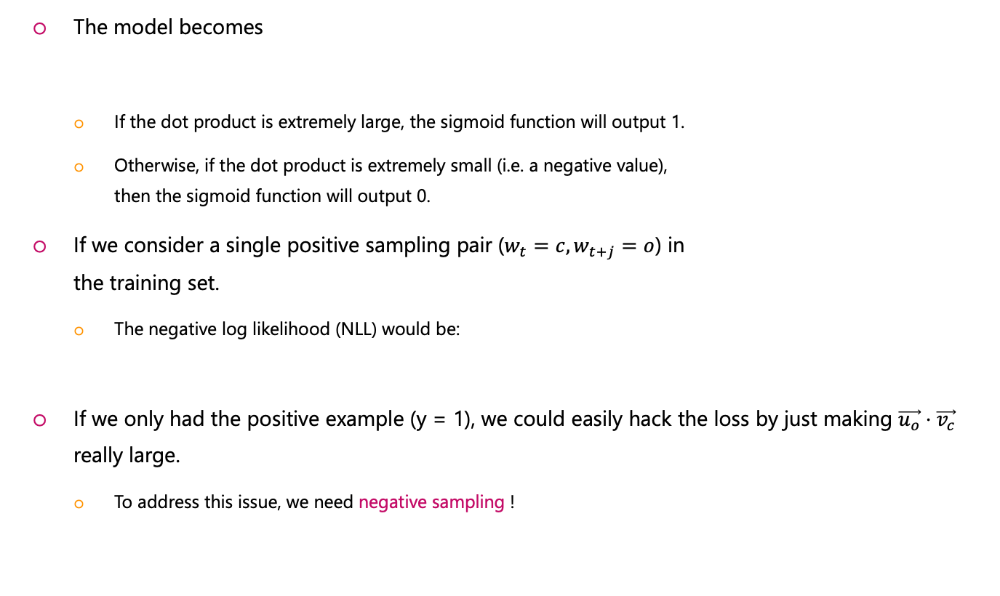 The model becomes
If the dot product is extremely large, the sigmoid function will output 1.
Otherwise, if the dot product is extremely small (i.e. a negative value),
then the sigmoid function will output 0.
If we consider a single positive sampling pair ($w_t = c, w_{t+j} = o$) in
the training set.
The negative log likelihood (NLL) would be:
If we only had the positive example (y = 1), we could easily hack the loss by just making $\overrightarrow{u_o} \cdot \overrightarrow{v_c}$
really large.
To address this issue, we need negative sampling !